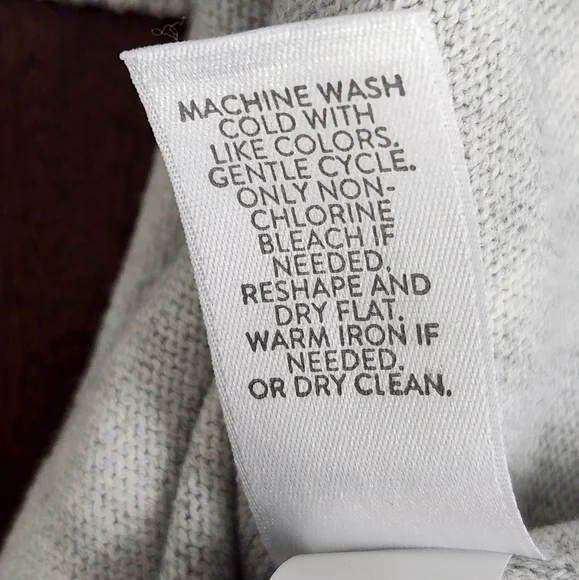 MACHINE WASH
COLD WITH
LIKE COLORS.
GENTLE CYCLE.
ONLY NON-
CHLORINE
BLEACH IF
NEEDED.
RESHAPE AND
DRY FLAT.
WARM IRON IF
NEEDED.
OR DRY CLEAN.